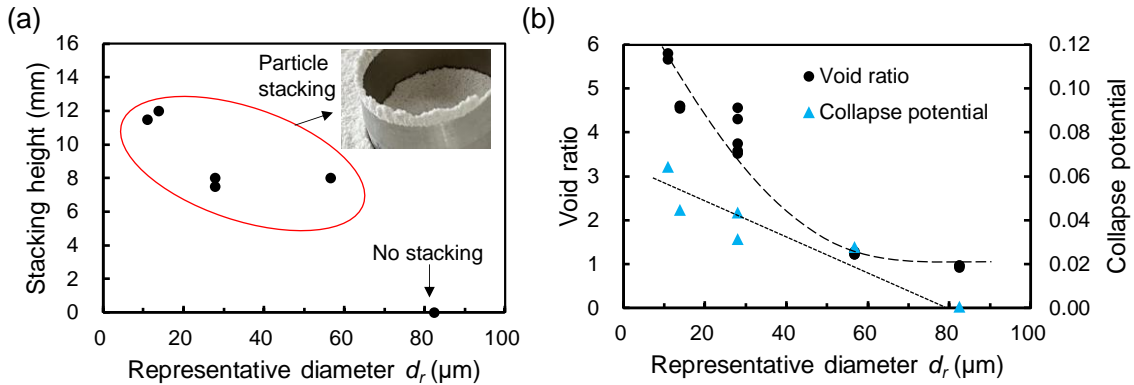 (a)
16
14
12
10
8
6
4
2
0
Stacking height (mm)
Particle
stacking
No stacking
0 20 40 60 80 100
Representative diameter dr (µm)
(b)
6
5
4
3
2
1
0
Void ratio
Void ratio
Collapse potential
0.12
0.10
0.08
0.06
0.04
0.02
0.00
Collapse potential
0 20 40 60 80 100
Representative diameter dr (µm)